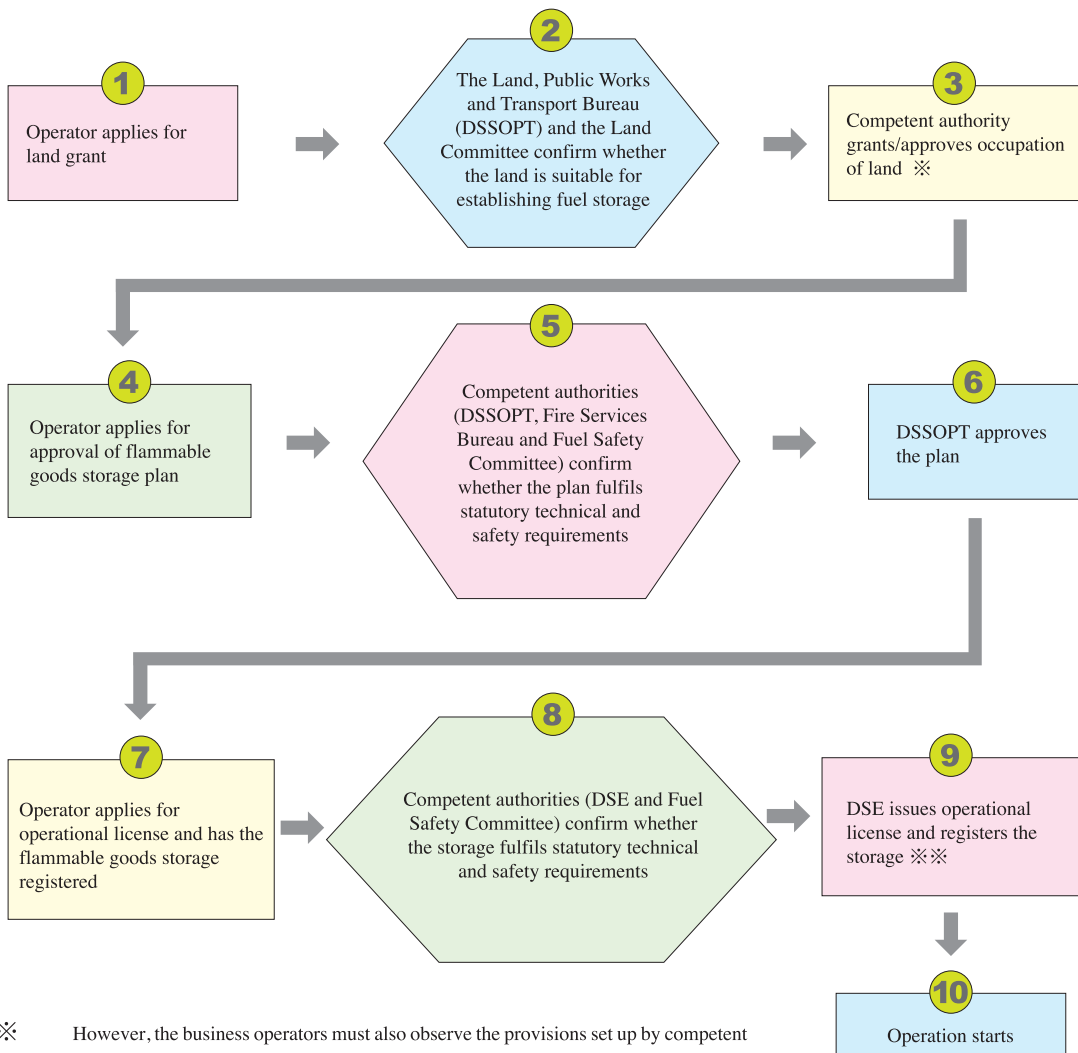 1
Operator applies for
land grant
2
The Land, Public Works
and Transport Bureau
(DSSOPT) and the Land
Committee confirm whether
the land is suitable for
establishing fuel storage
3
Competent authority
grants/approves occupation
of land ※
4
Operator applies for
approval of flammable
goods storage plan
5
Competent authorities
(DSSOPT, Fire Services
Bureau and Fuel Safety
Committee) confirm
whether the plan fulfils
statutory technical and
safety requirements
6
DSSOPT approves
the plan
7
Operator applies for
operational license and has the
flammable goods storage
registered
8
Competent authorities (DSE and Fuel
Safety Committee) confirm whether
the storage fulfils statutory technical
and safety requirements
9
DSE issues operational
license and registers the
storage ※※
10
Operation starts
※ However, the business operators must also observe the provisions set up by competent